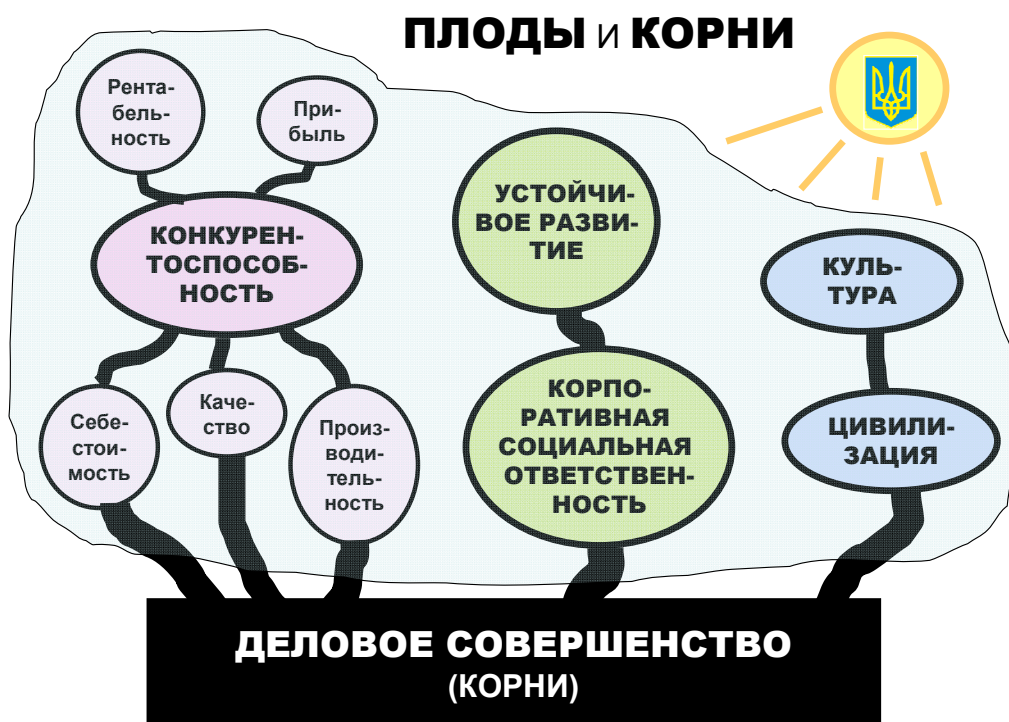 ПЛОДЫ И КОРНИ
Рента-
бель-
ность
При-
быль
КОНКУРЕН-
ТОСПОСОБ-
НОСТЬ
Себе-
стои-
мость
Каче-
ство
Произ-
води-
тель-
ность
УСТОЙЧИ-
ВОЕ РАЗВИ-
ТИЕ
КОРПО-
РАТИВНАЯ
СОЦИАЛЬНАЯ
ОТВЕТСТВЕН-
НОСТЬ
КУЛЬ-
ТУРА
ЦИВИЛИ-
ЗАЦИЯ
ДЕЛОВОЕ СОВЕРШЕНСТВО
(КОРНИ)